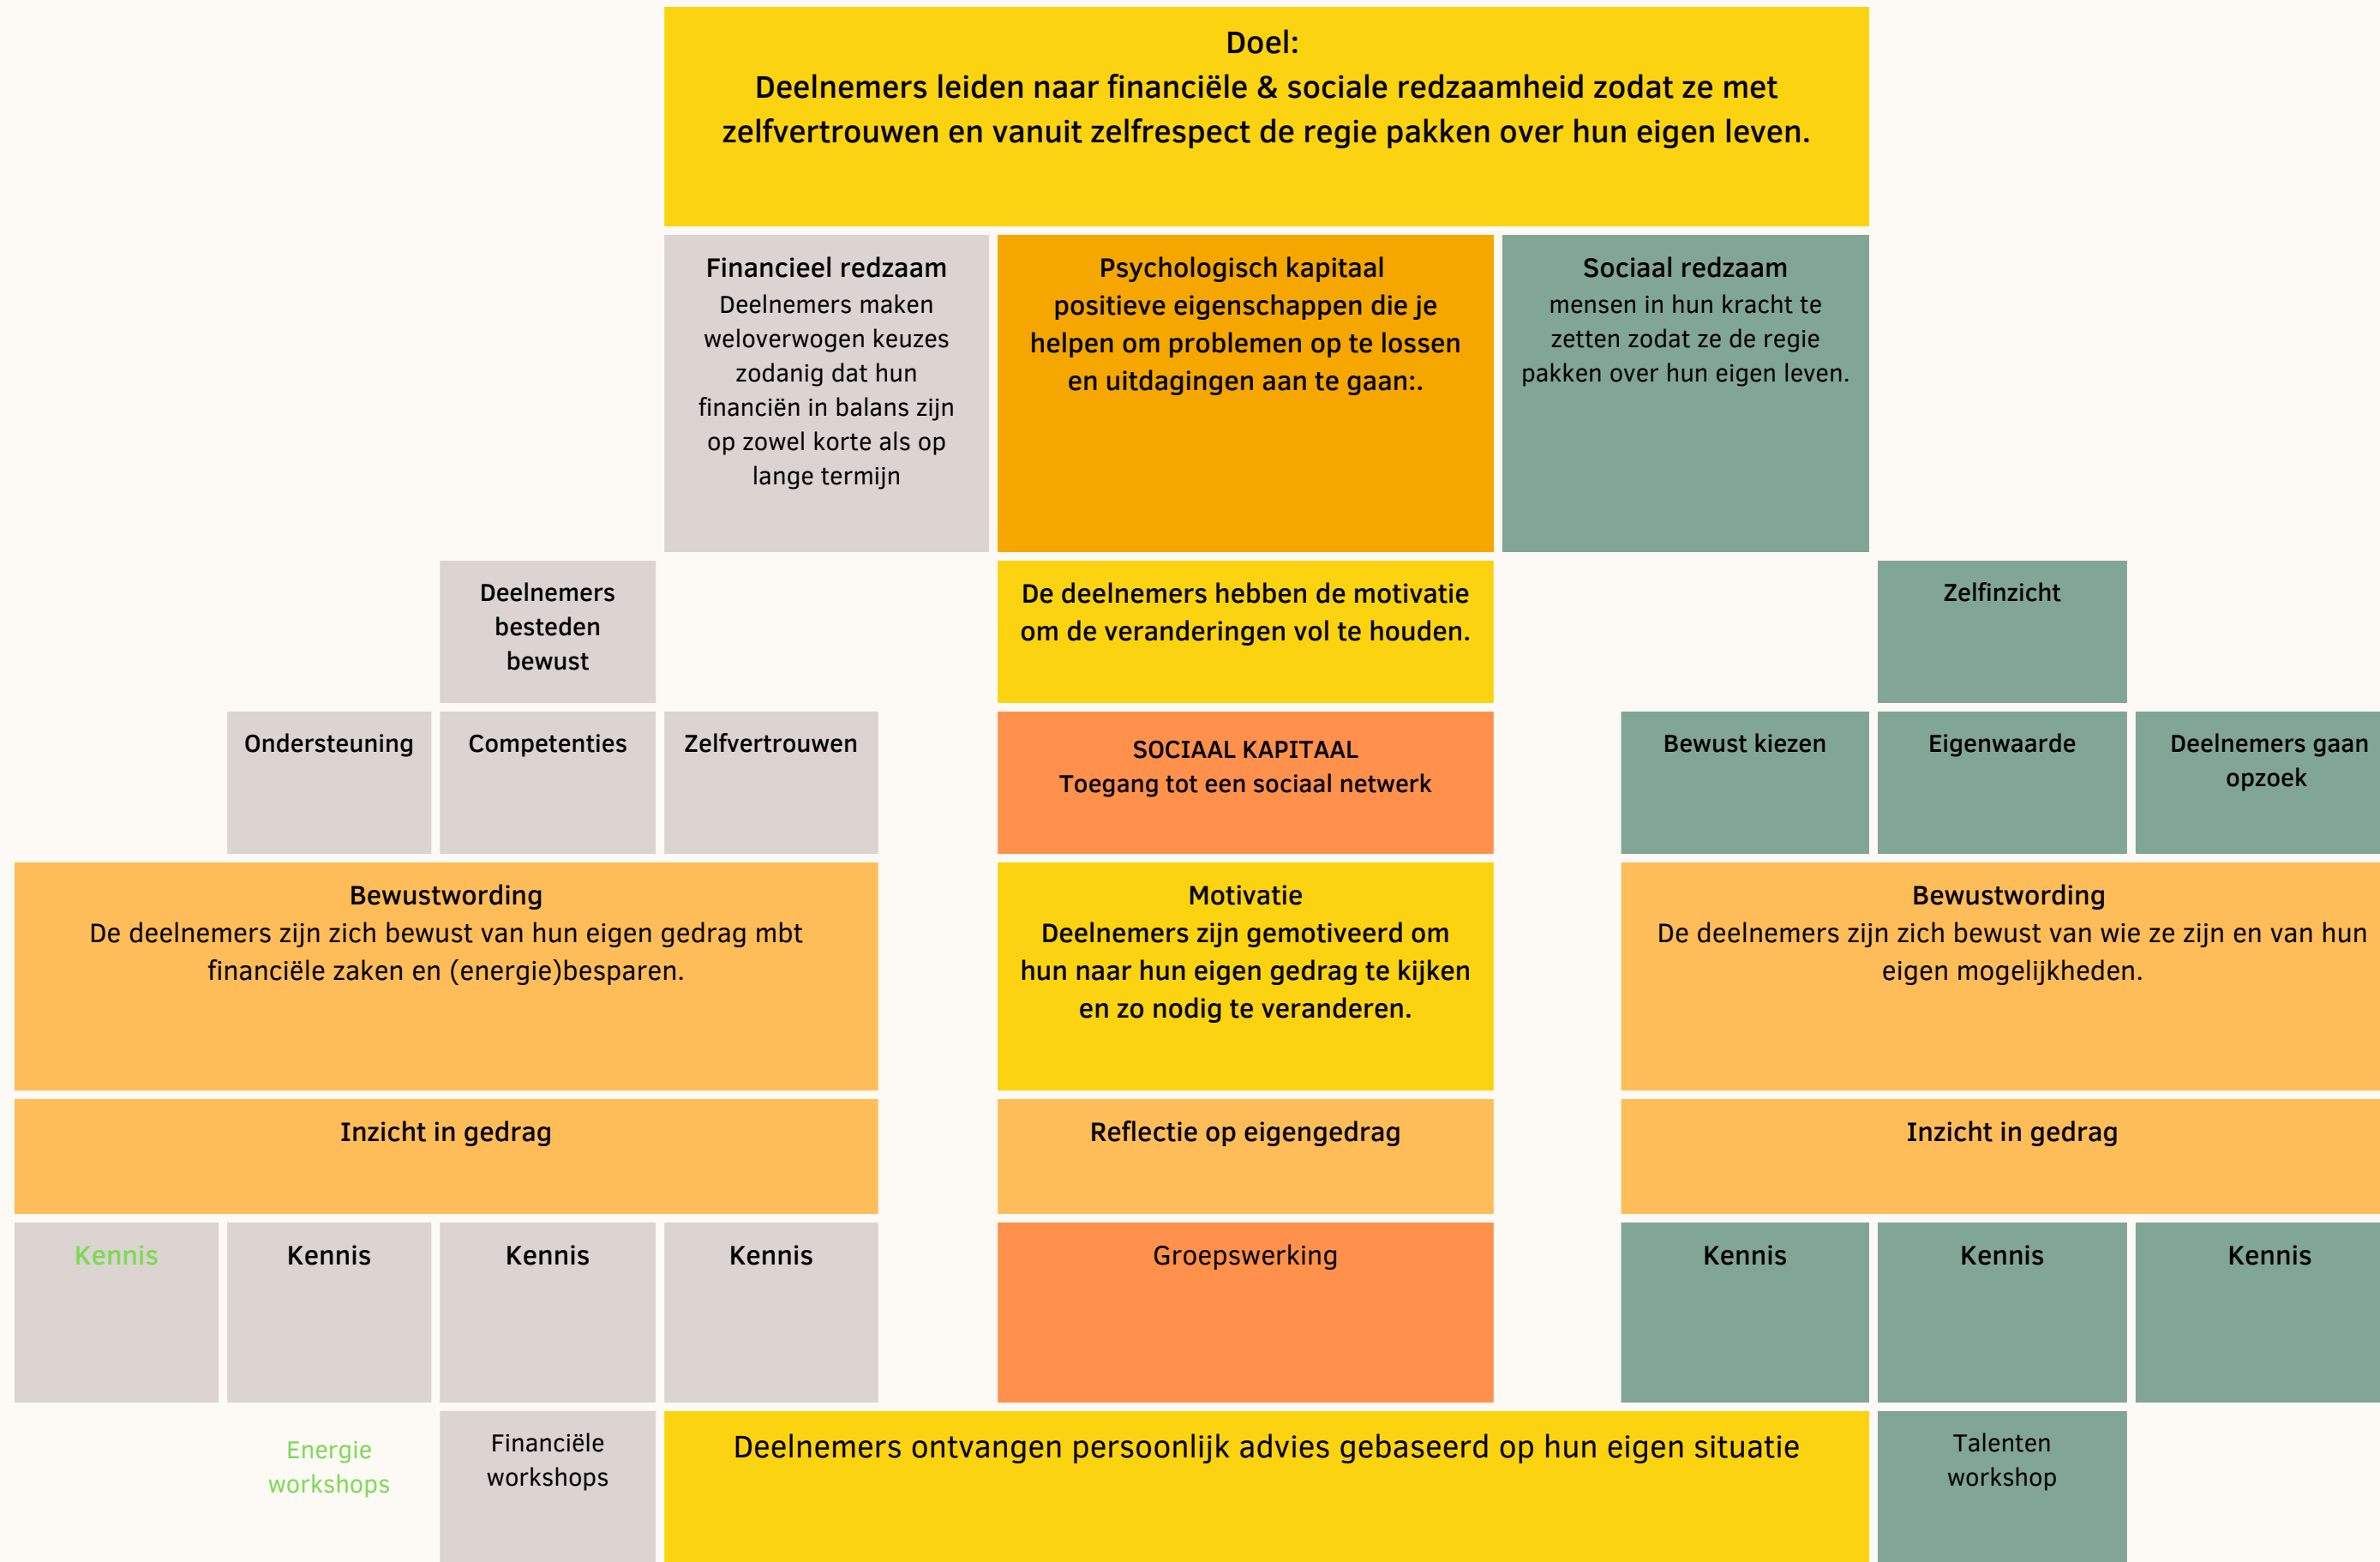 Doel:
Deelnemers leiden naar financiële & sociale redzaamheid zodat ze met
zelfvertrouwen en vanuit zelfrespect de regie pakken over hun eigen leven.
Financieel redzaam
Deelnemers maken
weloverwogen keuzes
zodanig dat hun
financiën in balans zijn
op zowel korte als op
lange termijn
Psychologisch kapitaal
positieve eigenschappen die je
helpen om problemen op te lossen
en uitdagingen aan te gaan:.
Sociaal redzaam
mensen in hun kracht te
zetten zodat ze de regie
pakken over hun eigen leven.
Deelnemers
besteden
bewust
De deelnemers hebben de motivatie
om de veranderingen vol te houden.
Zelfinzicht
Ondersteuning
Competenties
Zelfvertrouwen
SOCIAAL KAPITAAL
Toegang tot een sociaal netwerk
Bewust kiezen
Eigenwaarde
Deelnemers gaan
opzoek
Bewustwording
De deelnemers zijn zich bewust van hun eigen gedrag mbt
financiële zaken en (energie)besparen.
Motivatie
Deelnemers zijn gemotiveerd om
hun naar hun eigen gedrag te kijken
en zo nodig te veranderen.
Bewustwording
De deelnemers zijn zich bewust van wie ze zijn en van hun
eigen mogelijkheden.
Inzicht in gedrag
Reflectie op eigengedrag
Inzicht in gedrag
Kennis
Kennis
Kennis
Kennis
Groepswerking
Kennis
Kennis
Kennis
Energie
workshops
Financiële
workshops
Deelnemers ontvangen persoonlijk advies gebaseerd op hun eigen situatie
Talenten
workshop